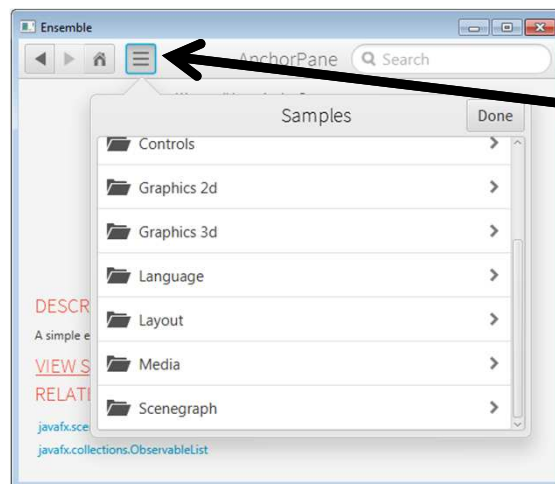 Ensemble
AnchorPane Search
Samples Done
Controls
Graphics 2d
Graphics 3d
Language
DESCR
Layout
A simple e
Media
VIEW S
RELATI
Scenegraph
javafx.sce
javafx.collections.ObservableList